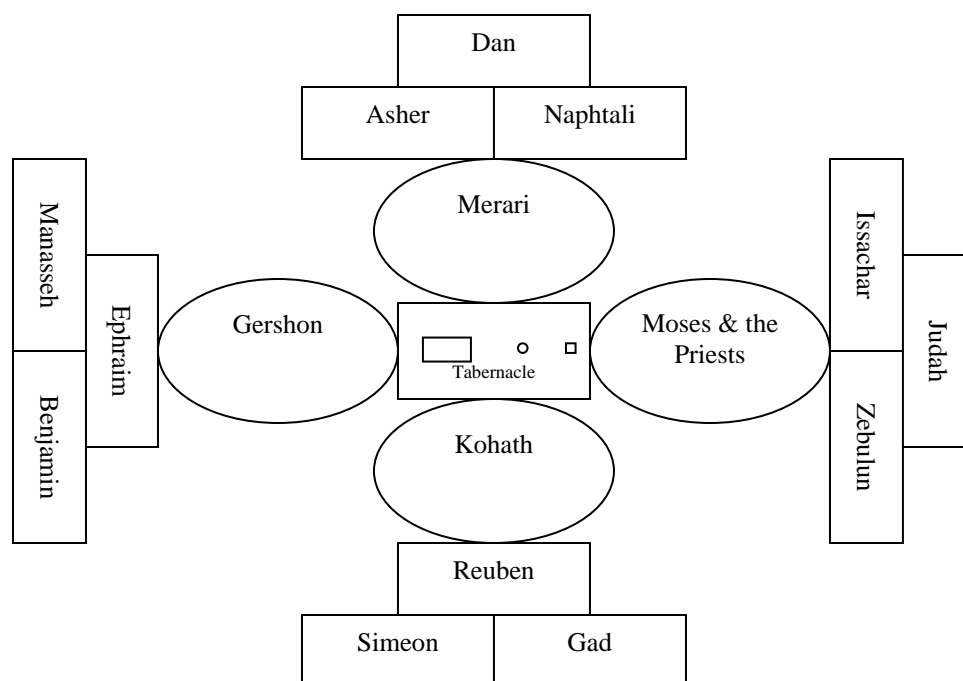 Dan
Asher
Naphtali
Merari
Manasseh
Issachar
Ephraim
Gershon
Tabernacle
Moses & the
Priests
Judah
Benjamin
Zebulun
Kohath
Reuben
Simeon
Gad